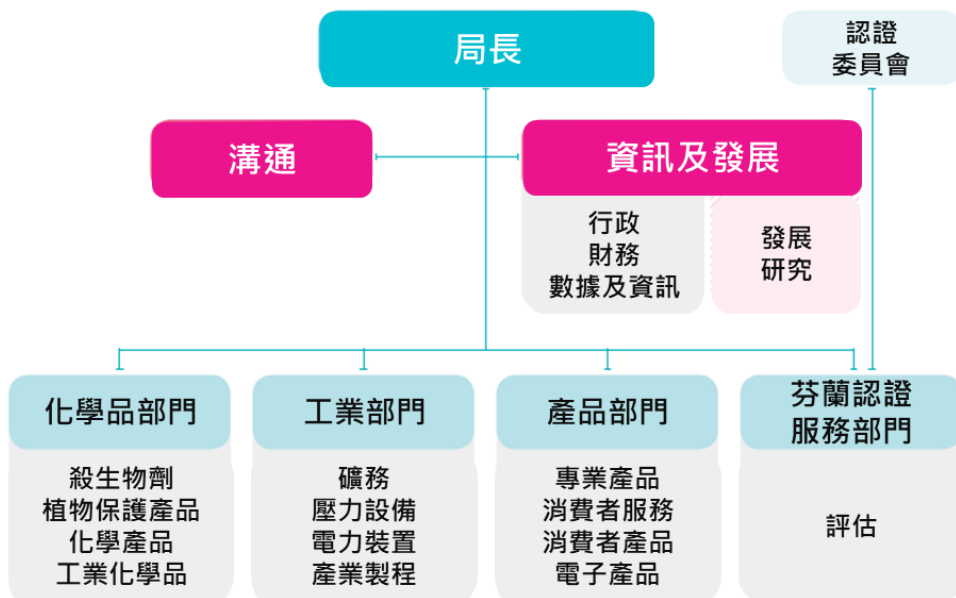 局長
認證
委員會
溝通
資訊及發展
行政
財務
數據及資訊
發展
研究
化學品部門
殺生物劑
植物保護產品
化學產品
工業化學品
工業部門
礦務
壓力設備
電力裝置
產業製程
產品部門
專業產品
消費者服務
消費者產品
電子產品
芬蘭認證
服務部門
評估